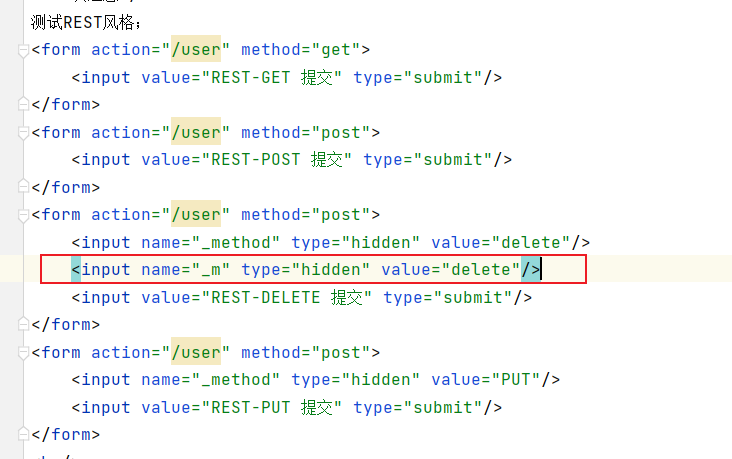 测试REST风格;
<form action="/user" method="get">
    <input value="REST-GET 提交" type="submit"/>
</form>
<form action="/user" method="post">
    <input value="REST-POST 提交" type="submit"/>
</form>
<form action="/user" method="post">
    <input name="_method" type="hidden" value="delete"/>
    <input name="_m" type="hidden" value="delete"/>
    <input value="REST-DELETE 提交" type="submit"/>
</form>
<form action="/user" method="post">
    <input name="_method" type="hidden" value="PUT"/>
    <input value="REST-PUT 提交" type="submit"/>
</form>